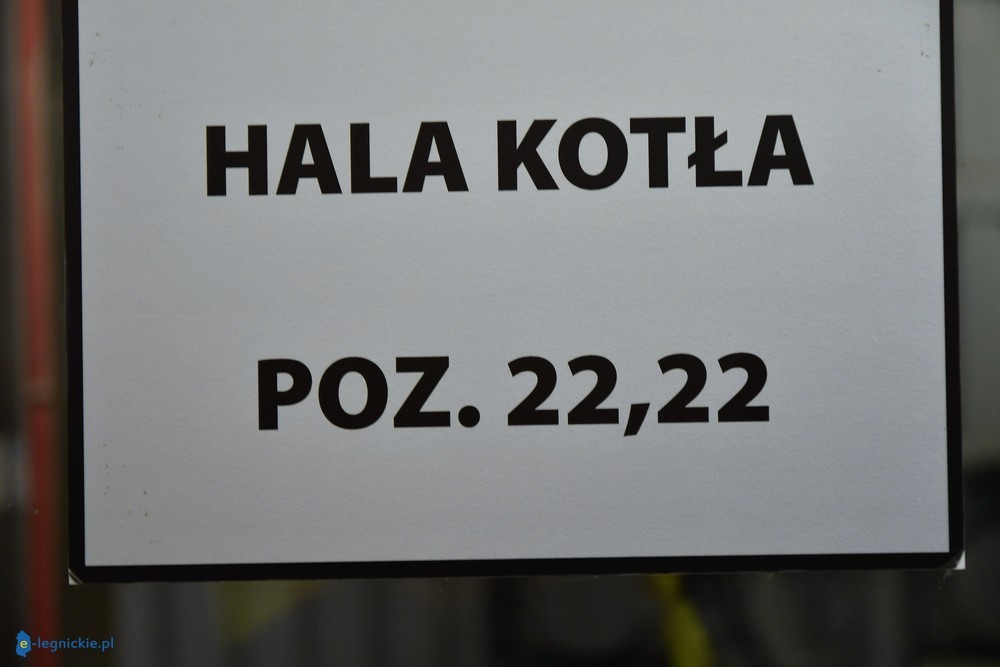 HALA KOTŁA
POZ. 22,22
e-legnickie.pl